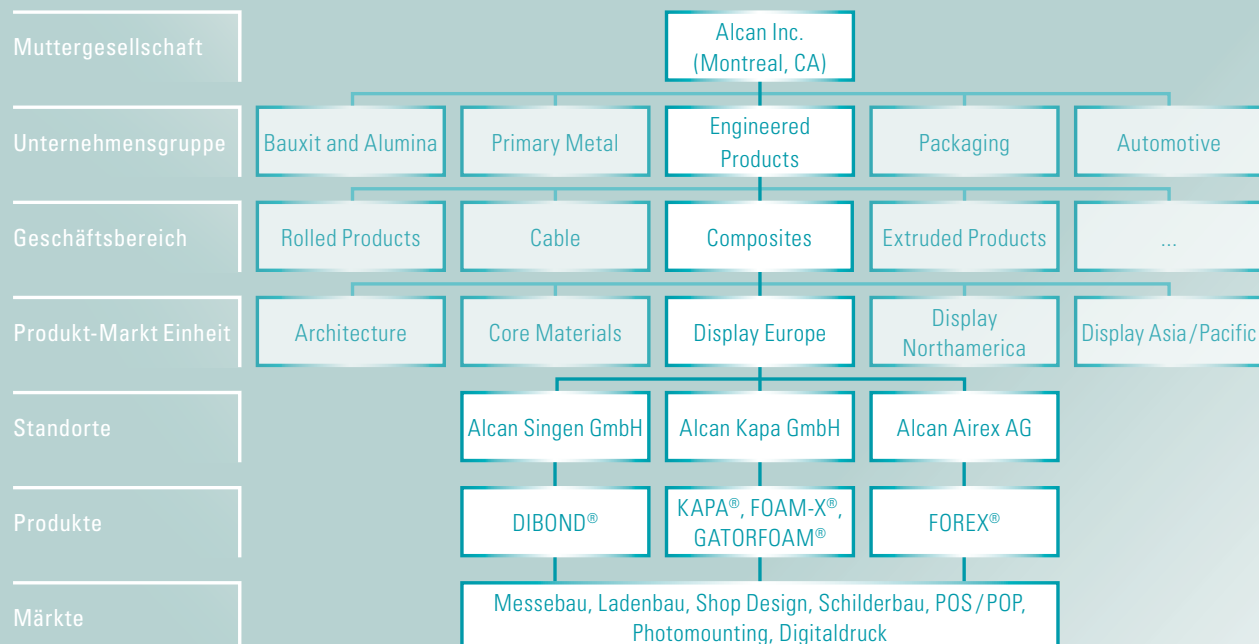 Muttergesellschaft
Alcan Inc.
(Montreal, CA)
Unternehmensgruppe
Bauxit and Alumina
Primary Metal
Engineered
Products
Packaging
Automotive
Geschäftsbereich
Rolled Products
Cable
Composites
Extruded Products
...
Produkt-Markt Einheit
Architecture
Core Materials
Display Europe
Display
Northamerica
Display Asia/Pacific
Standorte
Alcan Singen GmbH
Alcan Kapa GmbH
Alcan Airex AG
Produkte
DIBOND®
KAPA®, FOAM-X®,
GATORFOAM®
FOREX®
Märkte
Messebau, Ladenbau, Shop Design, Schilderbau, POS/POP,
Photomounting, Digitaldruck